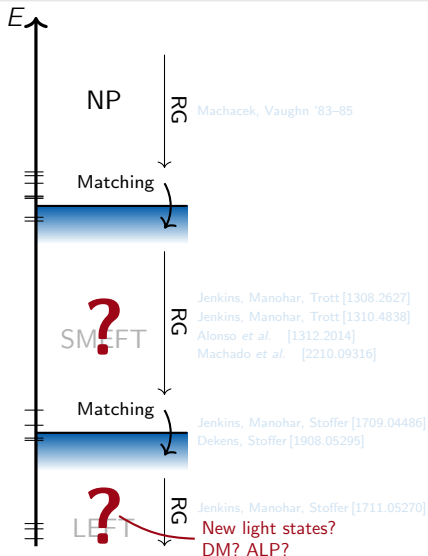 E
NP
RG
Machacek, Vaughn '83–85
Matching
?
SMEFT
RG
Jenkins, Manohar, Trott [1308.2627]
Jenkins, Manohar, Trott [1310.4838]
Alonso et al. [1312.2014]
Machado et al. [2210.09316]
Matching
Jenkins, Manohar, Stoffer [1709.04486]
Dekens, Stoffer [1908.05295]
?
LEFT
RG
Jenkins, Manohar, Stoffer [1711.05270]
New light states?
DM? ALP?